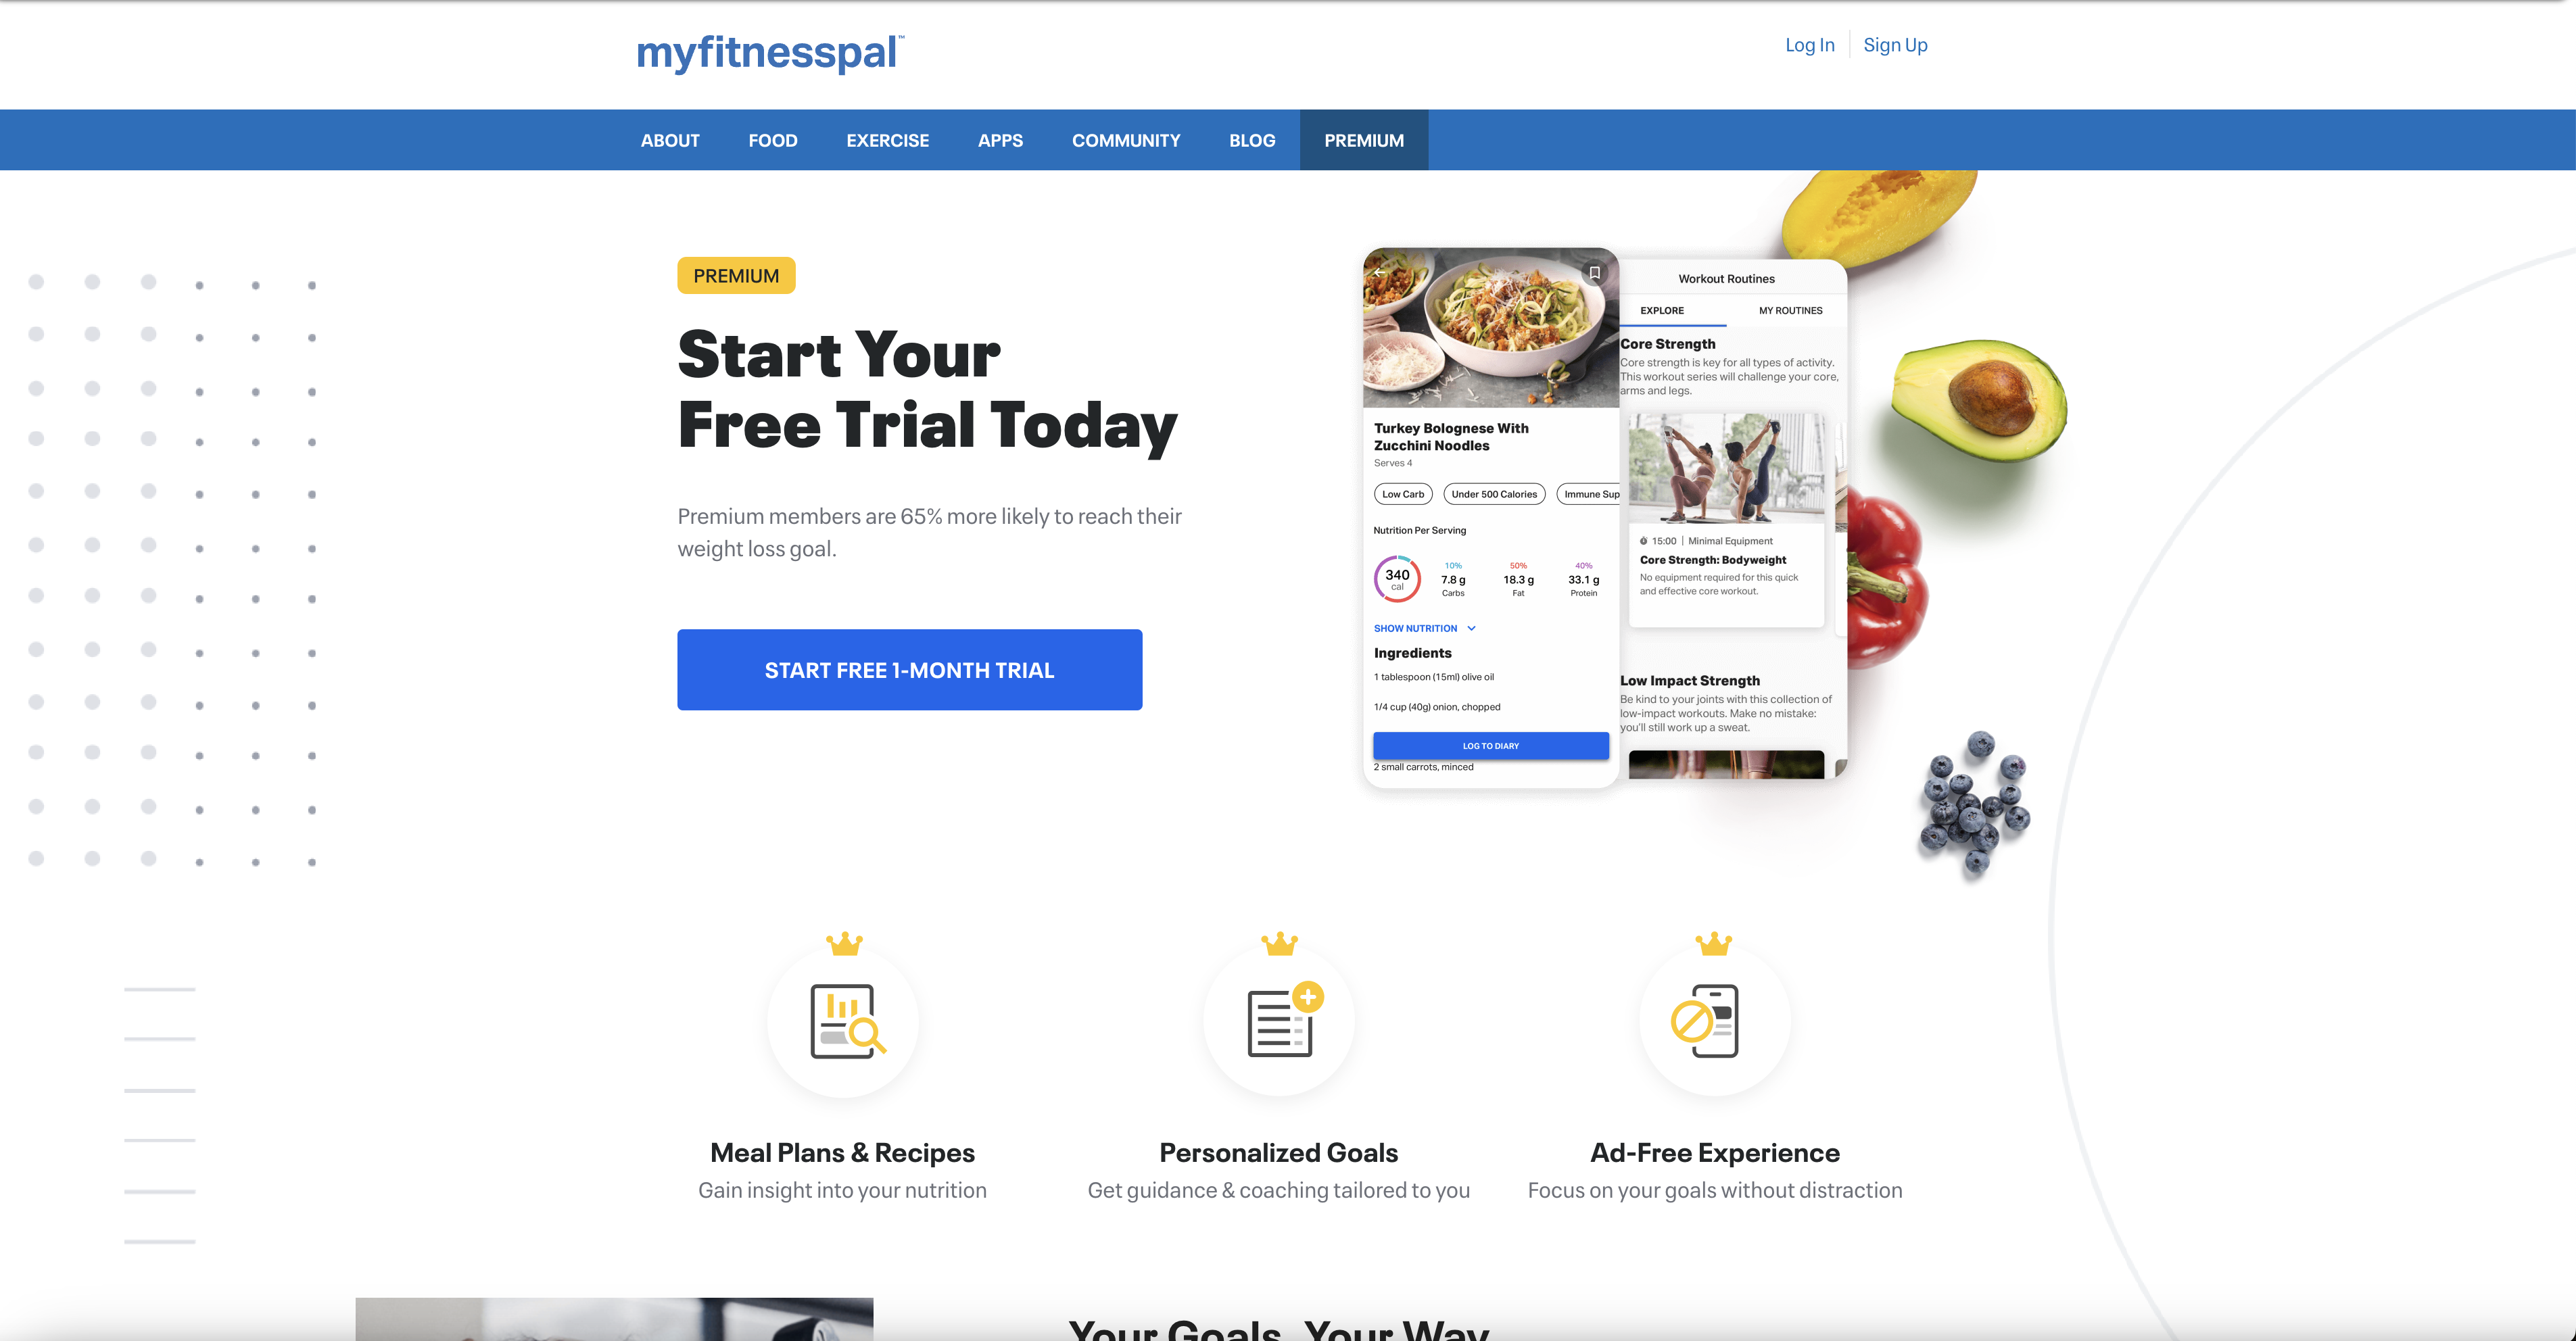 myfitnesspal™
Log In
Sign Up
ABOUT
FOOD
EXERCISE
APPS
COMMUNITY
BLOG
PREMIUM
PREMIUM
Start Your
Free Trial Today
Premium members are 65% more likely to reach their
weight loss goal.
START FREE 1-MONTH TRIAL
Turkey Bolognese With
Zucchini Noodles
Serves 4
Low Carb
Under 500 Calories
Immune Sup
Nutrition Per Serving
340
cal
10%
7.8 g
Carbs
50%
18.3 g
Fat
40%
33.1 g
Protein
SHOW NUTRITION
Ingredients
1 tablespoon (15ml) olive oil
1/4 cup (40g) onion, chopped
LOG TO DIARY
2 small carrots, minced
Workout Routines
EXPLORE
MY ROUTINES
Core Strength
Core strength is key for all types of activity.
This workout series will challenge your core,
arms and legs.
15:00 | Minimal Equipment
Core Strength: Bodyweight
No equipment required for this quick
and effective core workout.
Low Impact Strength
Be kind to your joints with this collection of
low-impact workouts. Make no mistake:
you'll still work up a sweat.
Meal Plans & Recipes
Gain insight into your nutrition
Personalized Goals
Get guidance & coaching tailored to you
Ad-Free Experience
Focus on your goals without distraction
Your Goals, Your Way